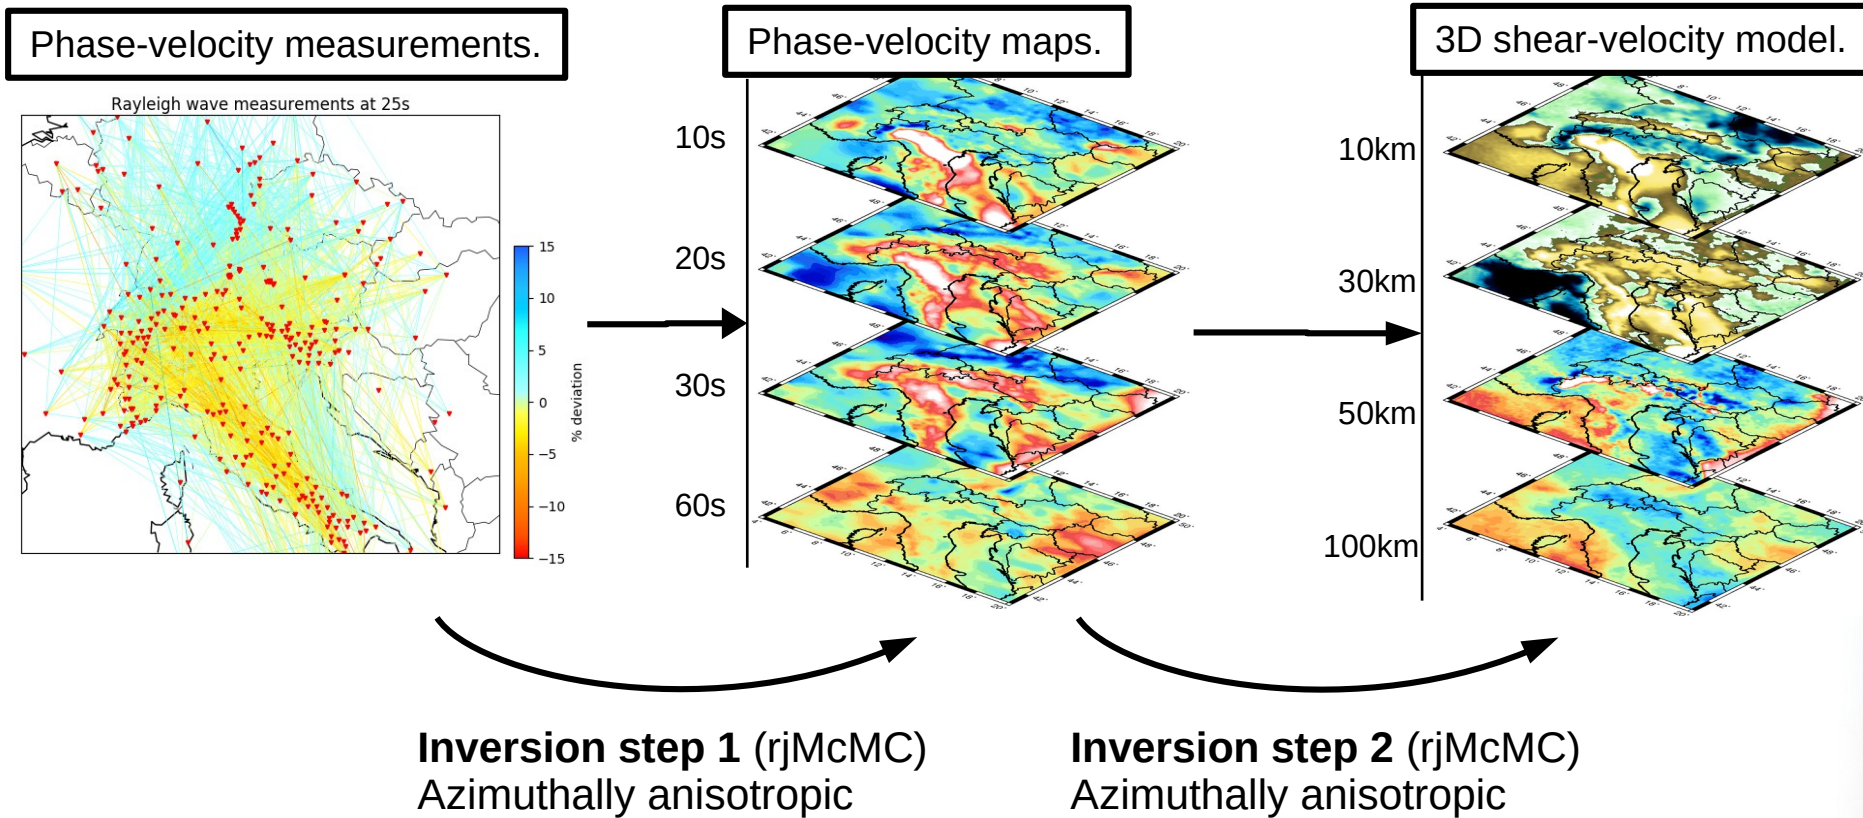 Phase-velocity measurements.
Phase-velocity maps.
3D shear-velocity model.
Rayleigh wave measurements at 25s
15
10
5
0
−5
−10
−15
% deviation
10s
20s
30s
60s
10km
30km
50km
100km
Inversion step 1 (rjMcMC)
Azimuthally anisotropic
Inversion step 2 (rjMcMC)
Azimuthally anisotropic